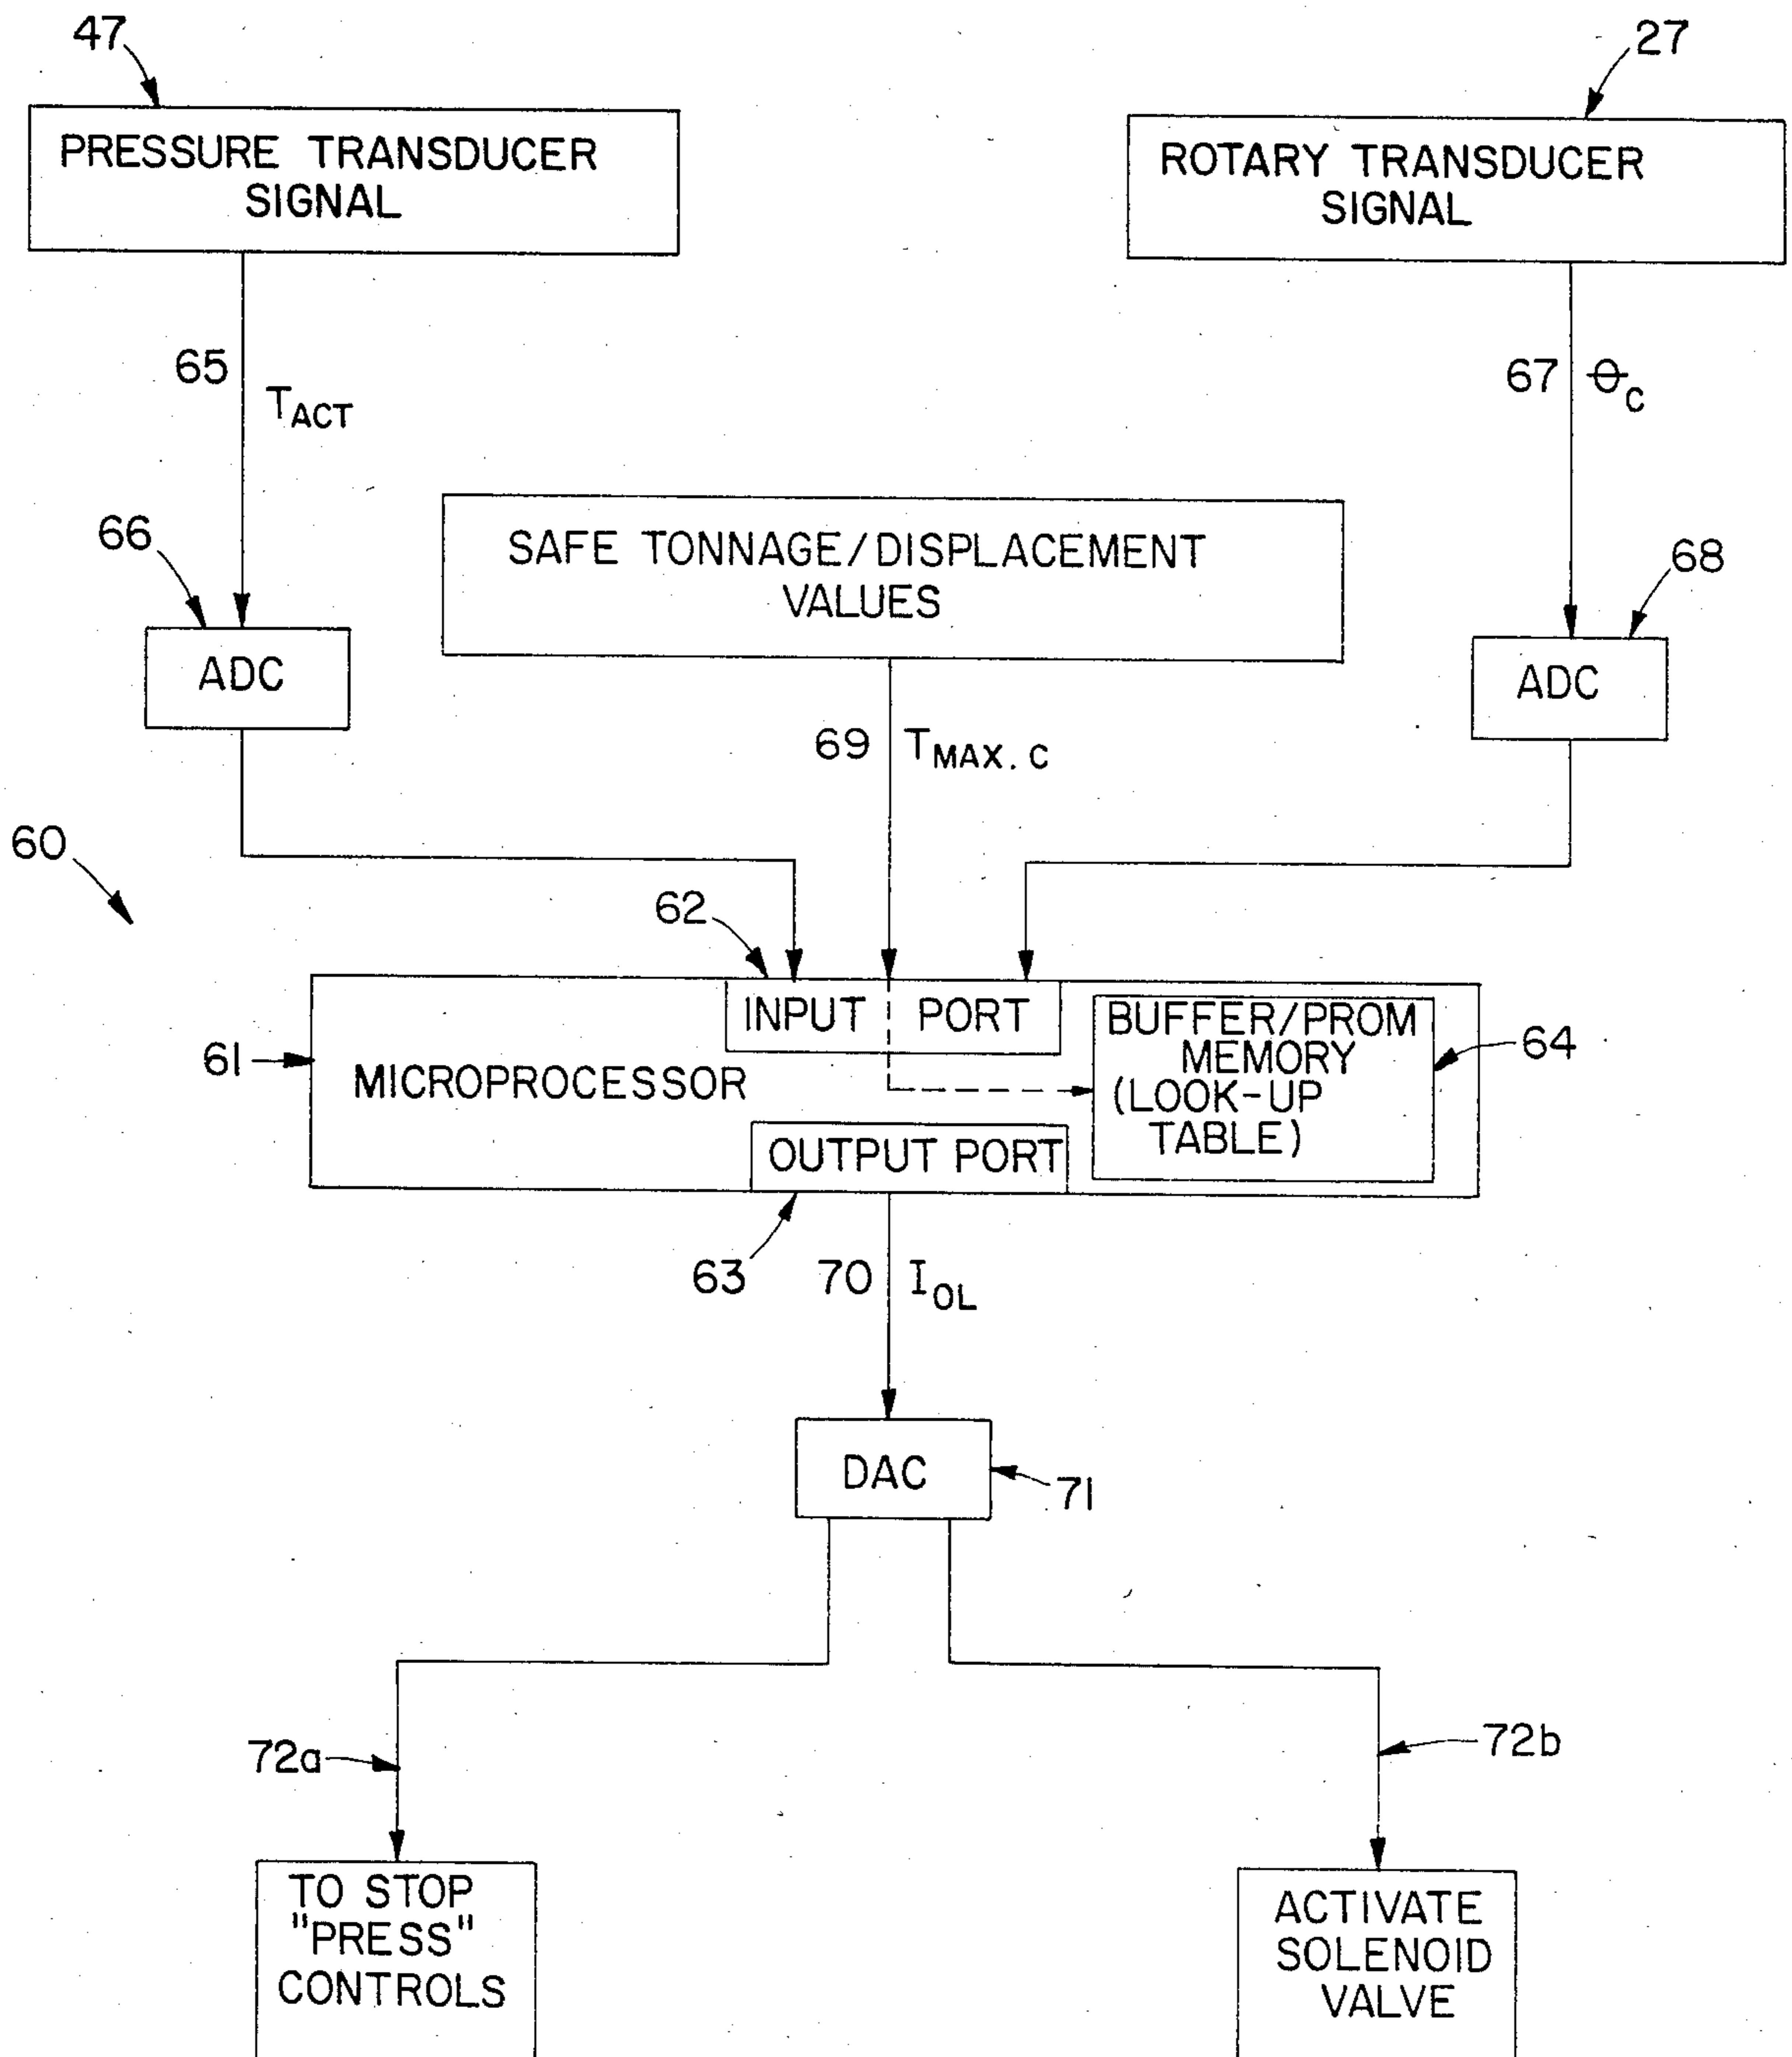 47
27
PRESSURE TRANSDUCER
SIGNAL
ROTARY TRANSDUCER
SIGNAL
65
TACT
67 θC
66
SAFE TONNAGE/DISPLACEMENT
VALUES
68
ADC
ADC
69 TMAX. C
60
62
INPUT PORT
BUFFER/PROM
MEMORY
(LOOK-UP
TABLE)
64
61
MICROPROCESSOR
OUTPUT PORT
63
70 IOL
DAC
71
72a
72b
TO STOP
"PRESS"
CONTROLS
ACTIVATE
SOLENOID
VALVE